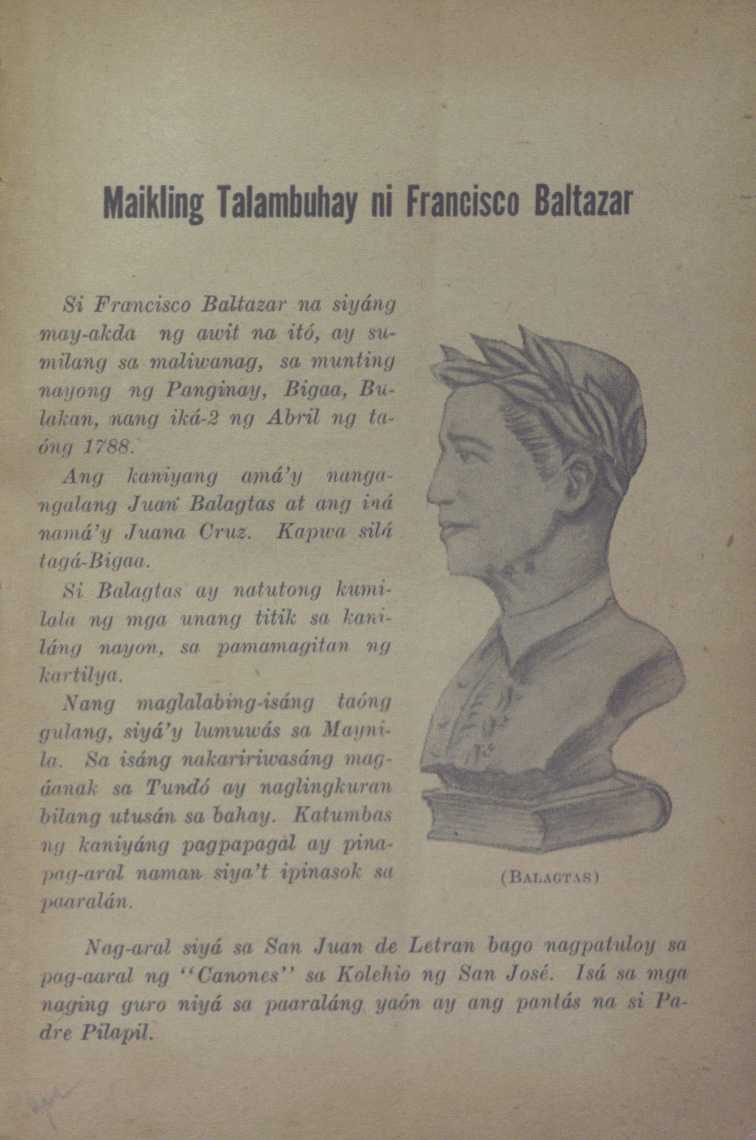 Maikling Talambuhay ni Francisco Baltazar
Si Francisco Baltazar na siyáng
may-akda ng awit na itó, ay su-
milang sa maliwanag, sa munting
nayong ng Panginay, Bigaa, Bu-
lakan, nang iká-2 ng Abril ng ta-
óng 1788.
Ang kaniyang amá'y nanga-
ngalang Juan Balagtas at ang iná
namá'y Juana Cruz. Kapwa silá
tagá-Bigaa.
Si Balagtas ay natutong kumi-
lala ng mga unang titik sa kani-
láng nayon, sa pamamagitan ng
kartilya.
Nang maglalabing-isáng taóng
gulang, siyá'y lumuwás sa Mayni-
la. Sa isáng nakaririwasáng mag-
áanak sa Tundó ay naglingkuran
bilang utusán sa bahay. Katumbas
ng kaniyáng pagpapagál ay pina-
pag-aral naman siya't ipinasok sa
paaralán.
(BALAGTAS)
Nag-aral siyá sa San Juan de Letran bago nagpatuloy sa
pag-aaral ng "Canones" sa Kolehio ng San José. Isá sa mga
naging guro niyá sa paaraláng yaón ay ang pantás na si Pa-
dre Pilapil.